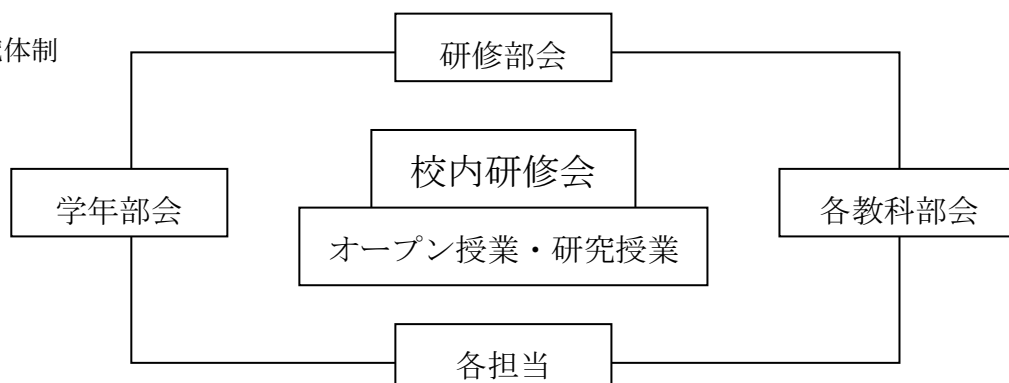 体制
研修部会
校内研修会
学年部会
各教科部会
オープン授業・研究授業
各担当